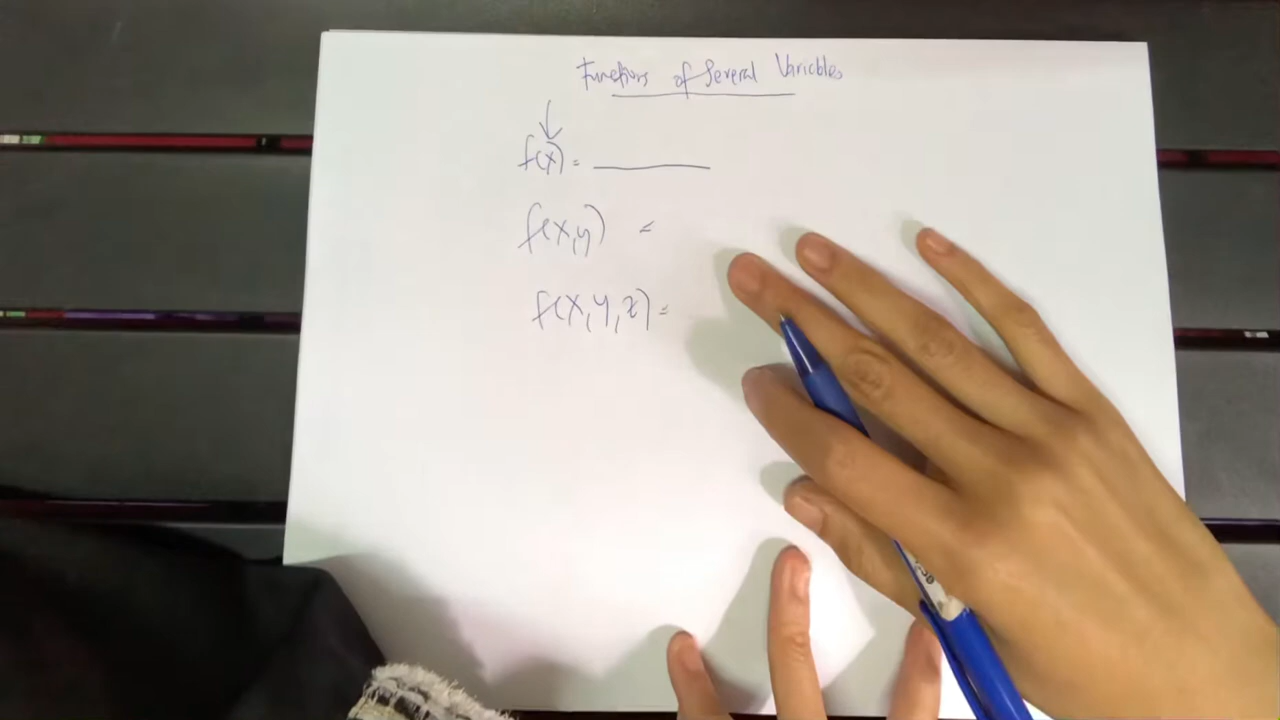 Functions of Several Variables
f(x) =
f(x,y) =
f(x,y,z) =